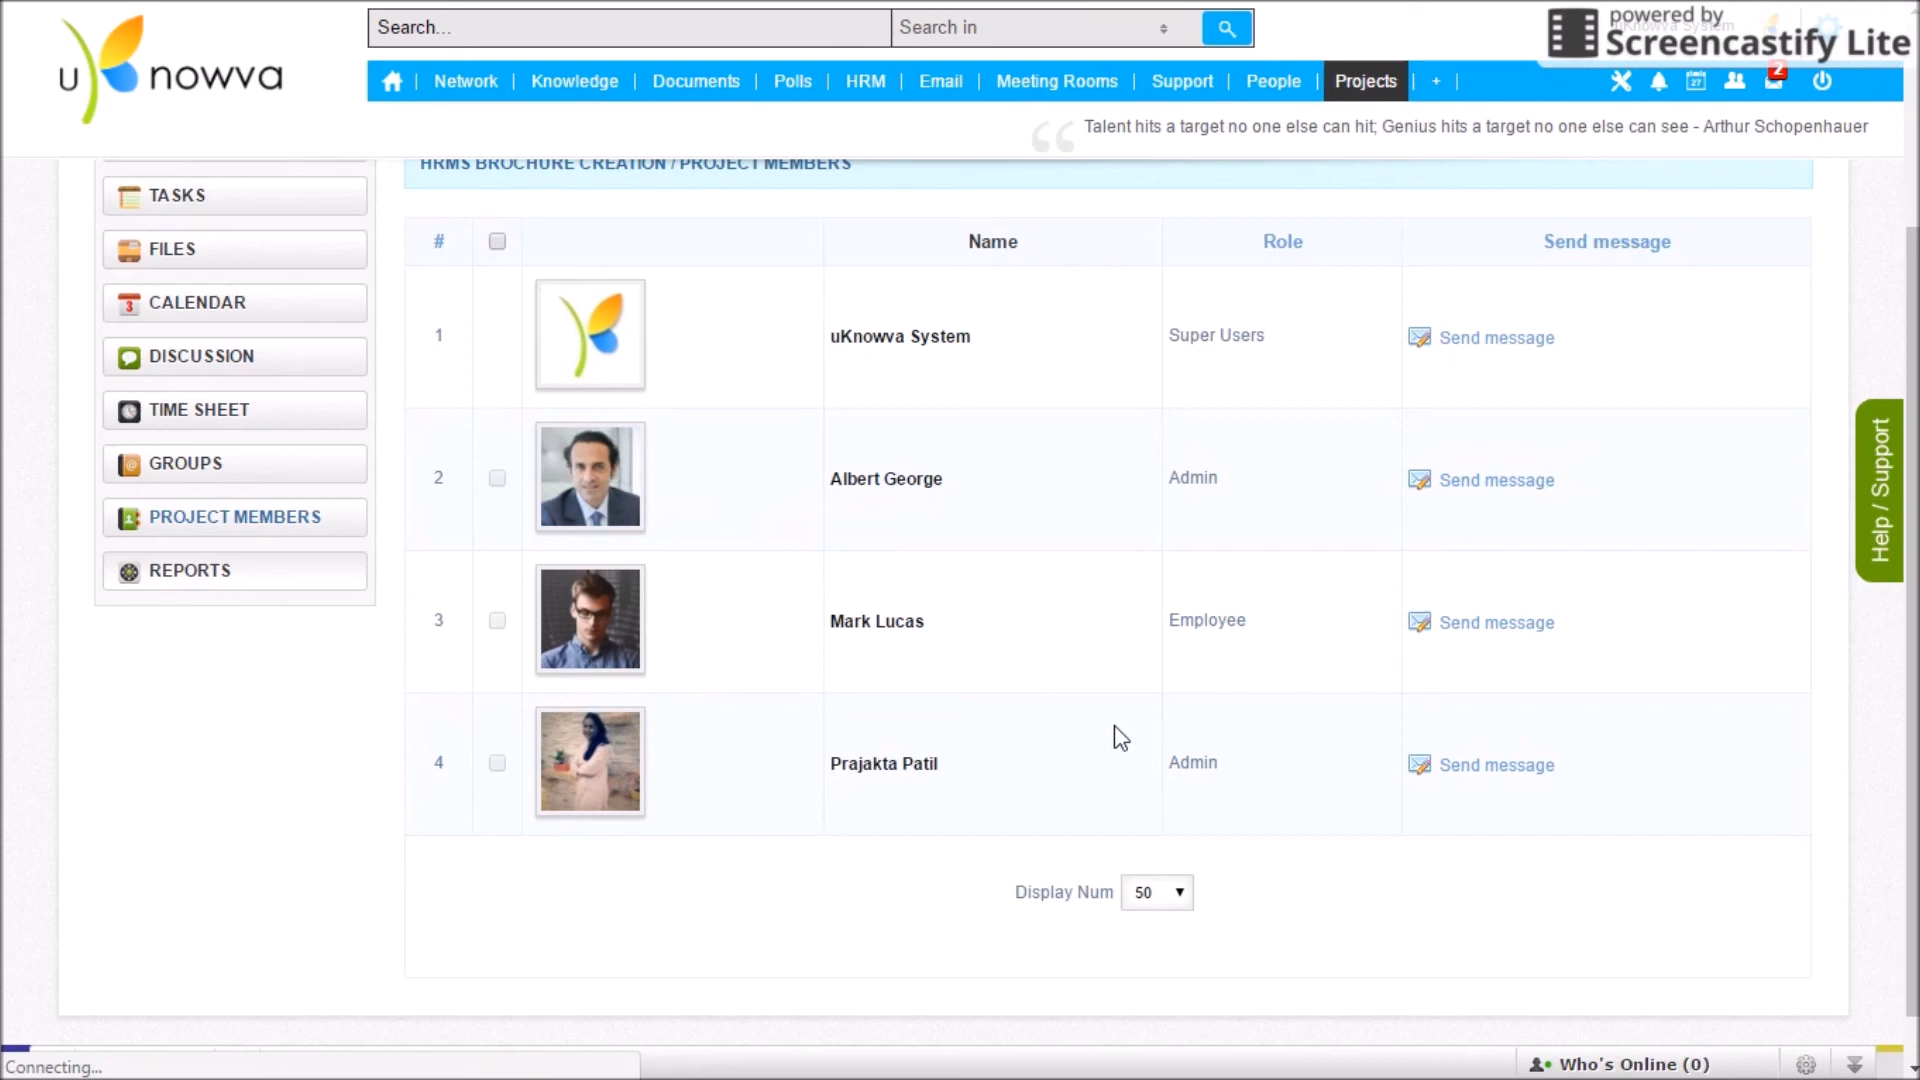 u nowva
Search...
Search in
powered by
Screencastify Lite
Network | Knowledge | Documents | Polls | HRM | Email | Meeting Rooms | Support | People | Projects | + |
27
2
Talent hits a target no one else can hit; Genius hits a target no one else can see - Arthur Schopenhauer
HRMS BROCHURE CREATION / PROJECT MEMBERS
TASKS
FILES
3 CALENDAR
DISCUSSION
TIME SHEET
GROUPS
PROJECT MEMBERS
REPORTS
# Name Role Send message
1 uKnowva System Super Users Send message
2 Albert George Admin Send message
3 Mark Lucas Employee Send message
4 Prajakta Patil Admin Send message
Display Num 50
Help / Support
Connecting...
Who's Online (0)